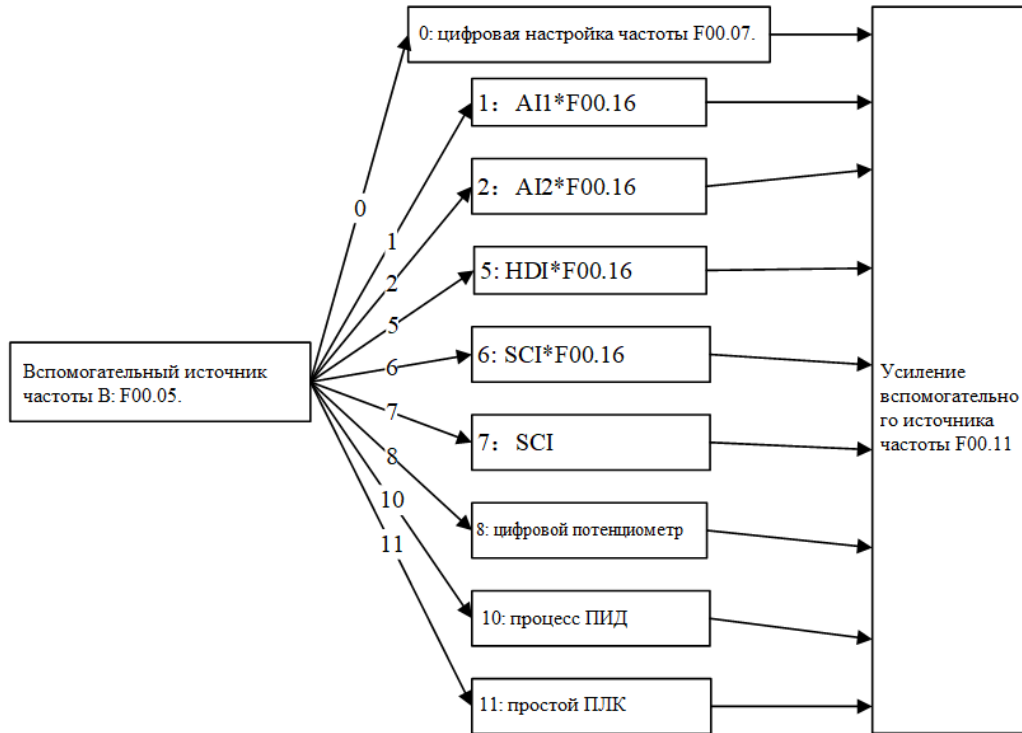 0: цифровая настройка частоты F00.07.
1: AI1*F00.16
2: AI2*F00.16
5: HDI*F00.16
6: SCI*F00.16
7: SCI
8: цифровой потенциометр
10: процесс ПИД
11: простой ПЛК
0
1
2
5
6
7
8
10
11
Вспомогательный источник
частоты B: F00.05.
Усиление
вспомогательно
го источника
частоты F00.11